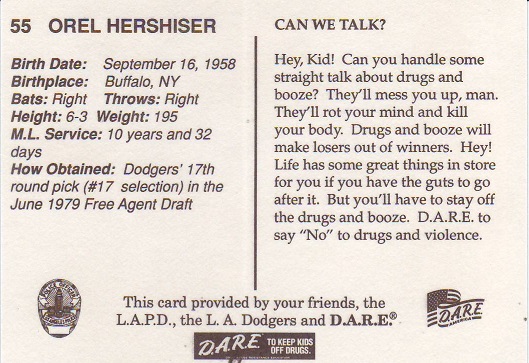 55 OREL HERSHISER
Birth Date: September 16, 1958
Birthplace: Buffalo, NY
Bats: Right Throws: Right
Height: 6-3 Weight: 195
M.L. Service: 10 years and 32
days
How Obtained: Dodgers' 17th
round pick (#17 selection) in the
June 1979 Free Agent Draft
CAN WE TALK?
Hey, Kid! Can you handle some
straight talk about drugs and
booze? They'll mess you up, man.
They'll rot your mind and kill
your body. Drugs and booze will
make losers out of winners. Hey!
Life has some great things in store
for you if you have the guts to go
after it. But you'll have to stay off
the drugs and booze. D.A.R.E. to
say "No" to drugs and violence.
POLICE OFFICER
D.A.R.E
AMERICA
This card provided by your friends, the
L.A.P.D., the L. A. Dodgers and D.A.R.E.®
D.A.R.E TO KEEP KIDS
OFF DRUGS.